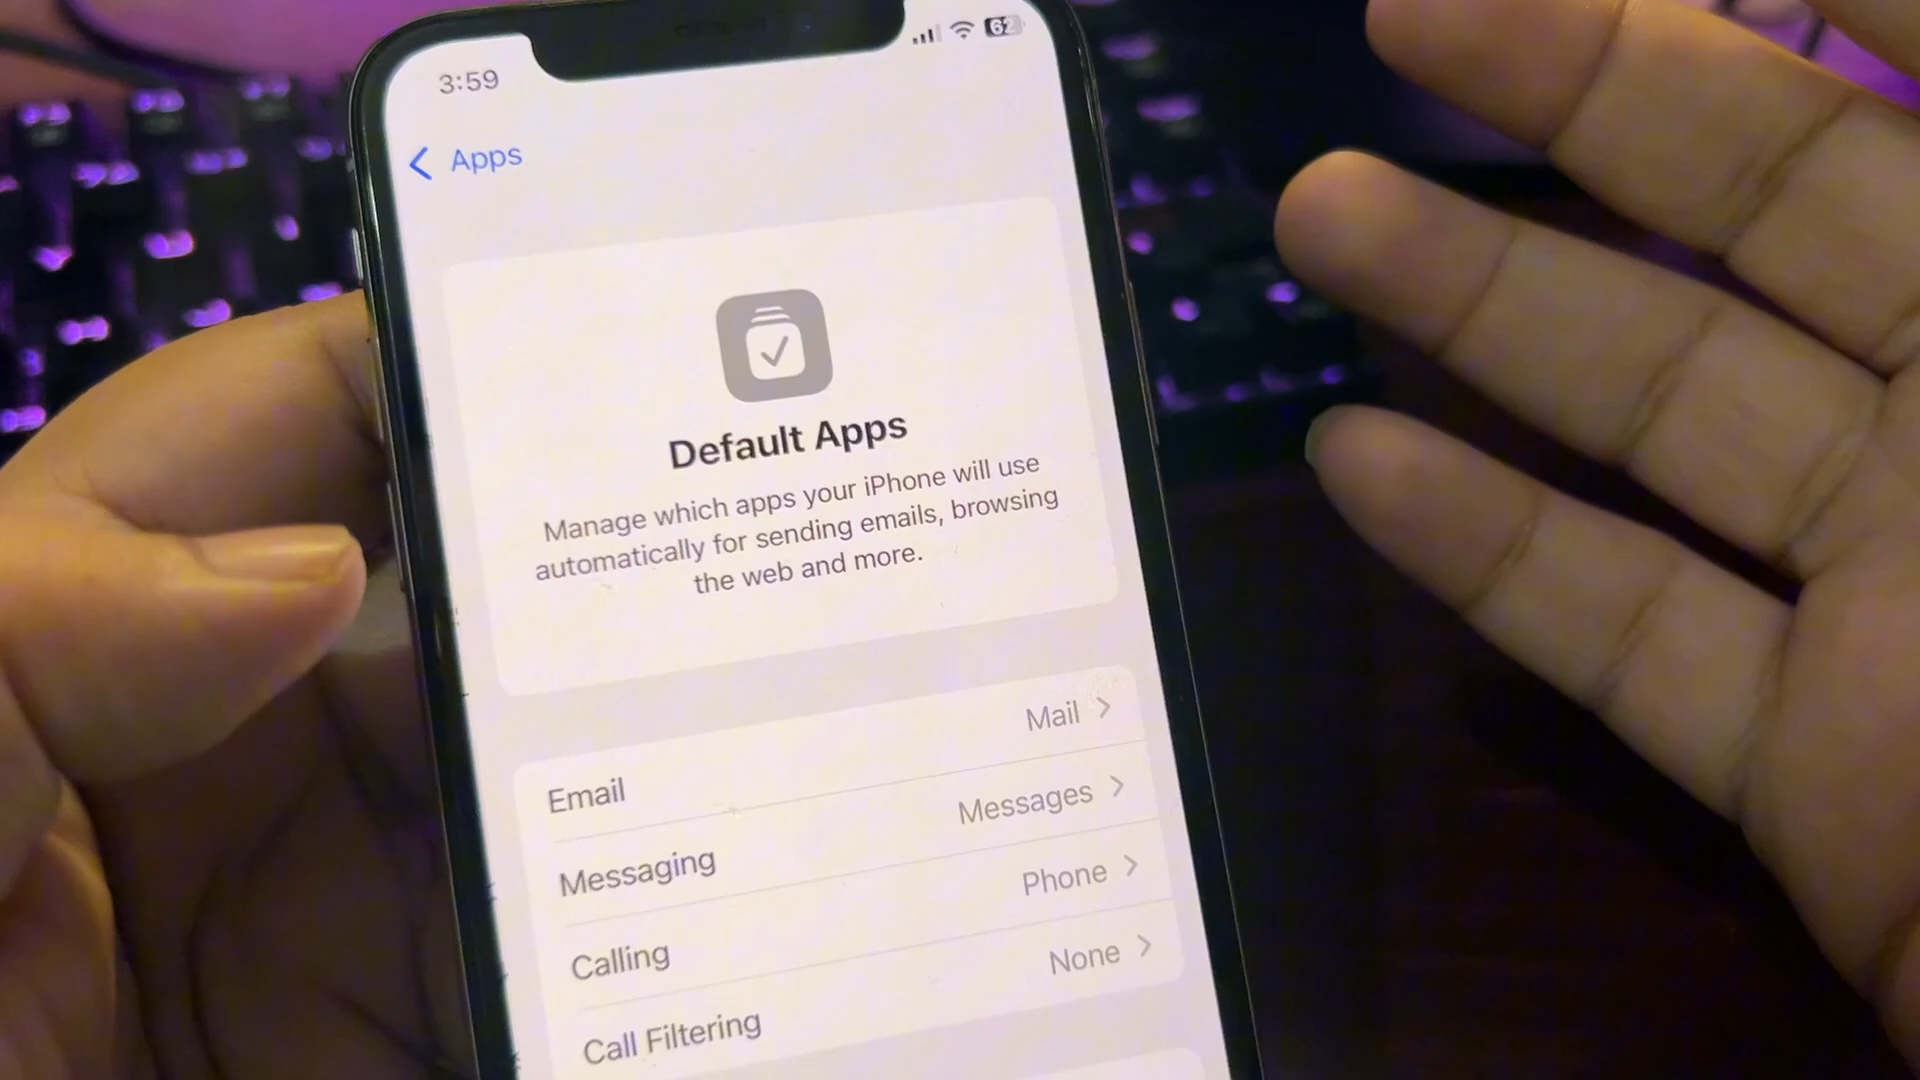 3:59
62
Apps
Default Apps
Manage which apps your iPhone will use
automatically for sending emails, browsing
the web and more.
Email Mail
Messaging Messages
Calling Phone
Call Filtering None